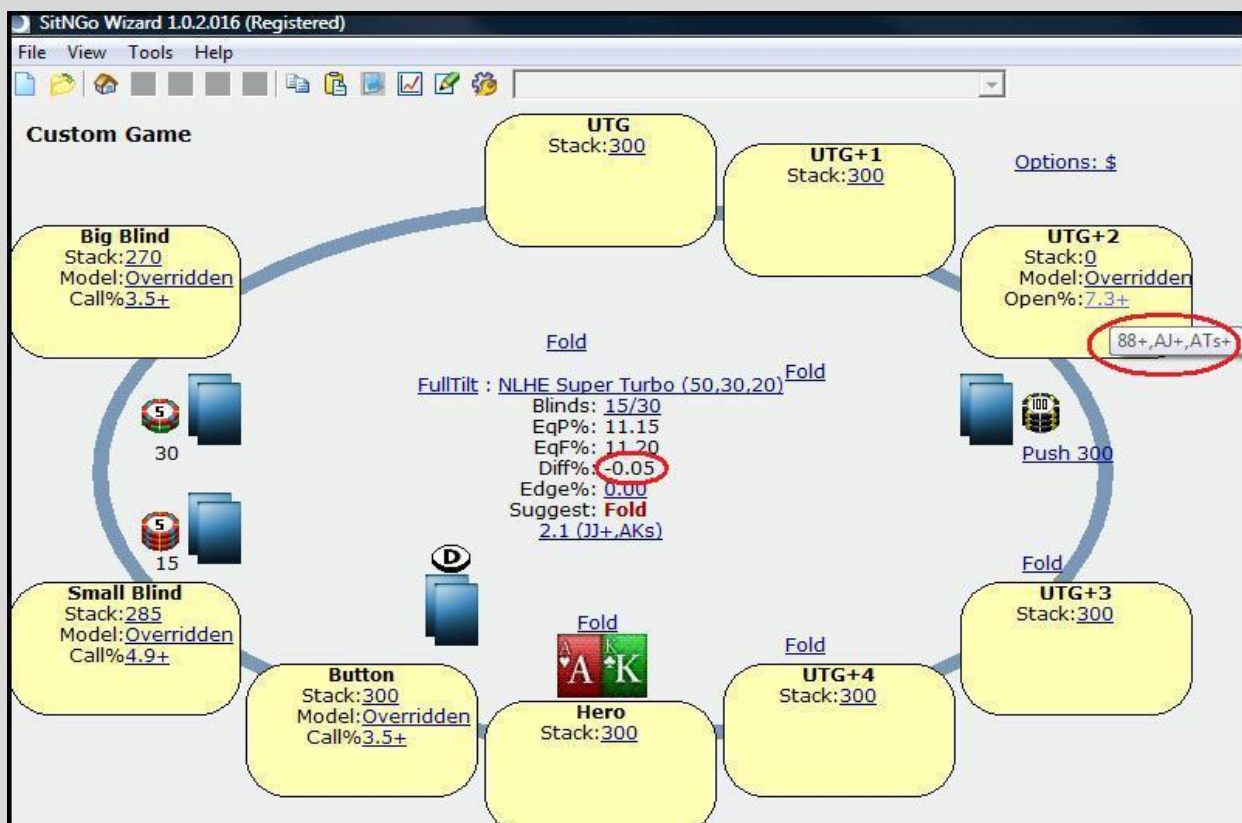 SitNGo Wizard 1.0.2.016 (Registered)
File View Tools Help
Custom Game
UTG
Stack:300
UTG+1
Stack:300
Options: $
Big Blind
Stack:270
Model:Overridden
Call%3.5+
UTG+2
Stack:0
Model:Overridden
Open%:7.3+
88+,AJ+,ATs+
Fold
Fold
FullTilt : NLHE Super Turbo (50,30,20)
Blinds: 15/30
EqP%: 11.15
EqF%: 11.20
Diff%: -0.05
Edge%: 0.00
Suggest: Fold
2.1 (JJ+,AKs)
5
30
100
Push 300
5
15
D
Fold
Small Blind
Stack:285
Model:Overridden
Call%4.9+
UTG+3
Stack:300
Fold
A
A
K
K
Fold
Button
Stack:300
Model:Overridden
Call%3.5+
Hero
Stack:300
UTG+4
Stack:300